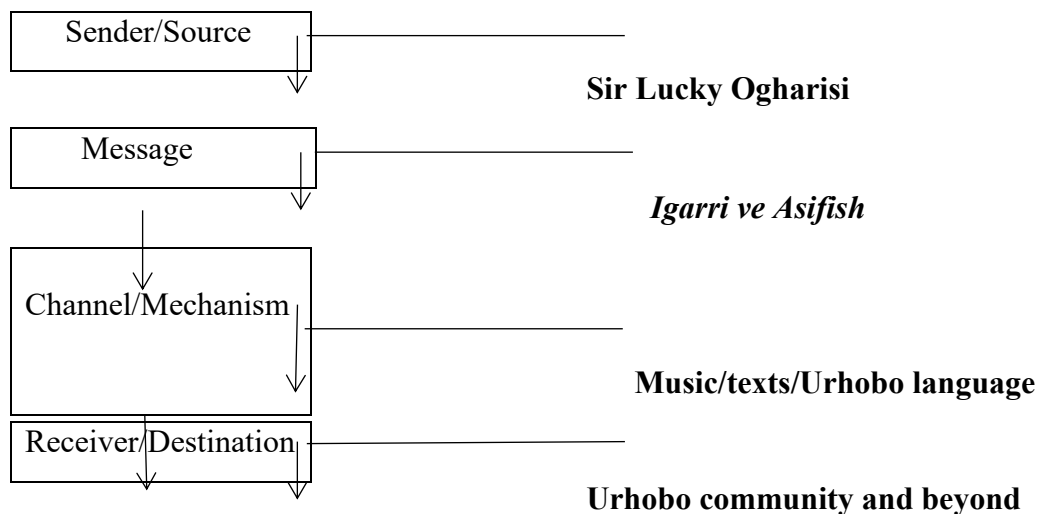 Sender/Source
Sir Lucky Ogharisi
Message
Igarri ve Asifish
Channel/Mechanism
Music/texts/Urhobo language
Receiver/Destination
Urhobo community and beyond